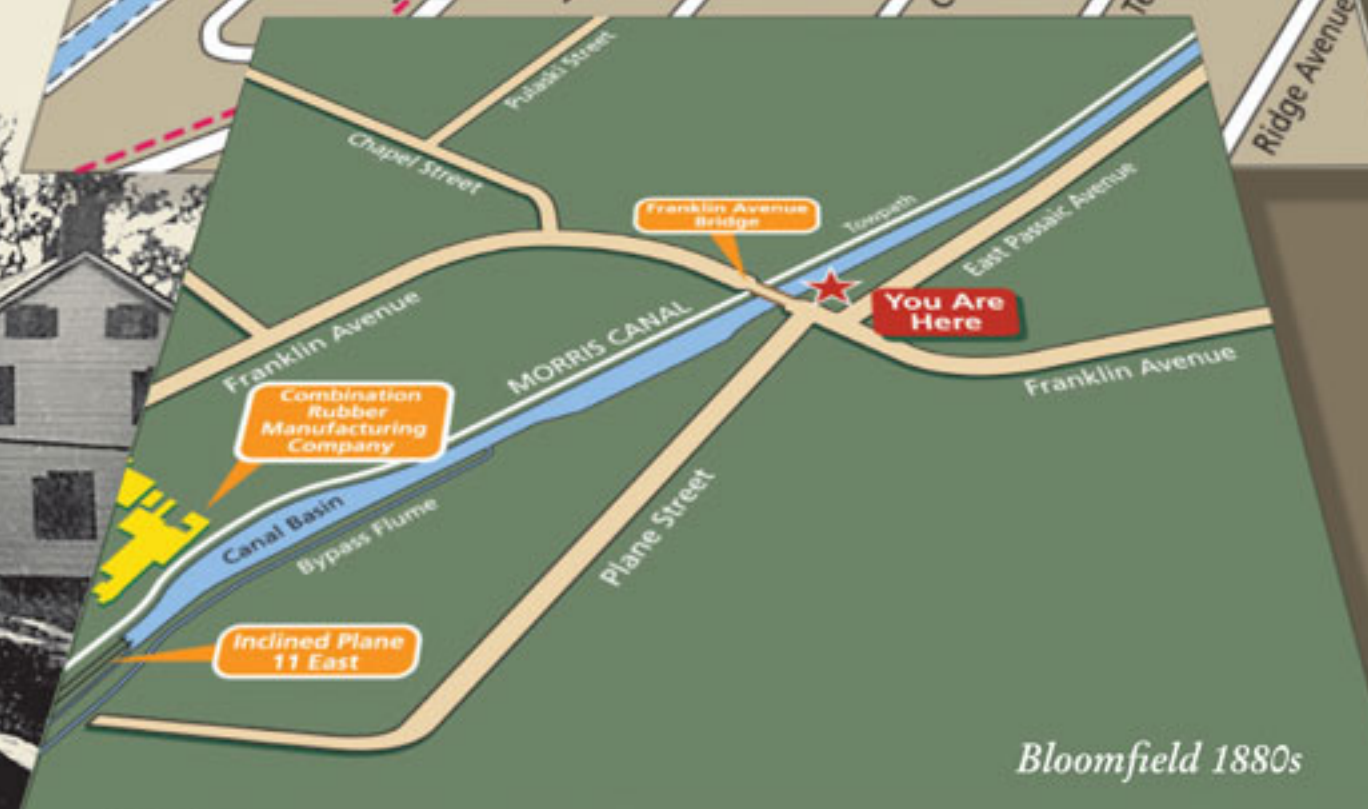 Ridge Avenue
Pulaski Street
Chapel Street
Franklin Avenue
Bridge
Towpath
East Passaic Avenue
You Are
Here
MORRIS CANAL
Franklin Avenue
Franklin Avenue
Combination
Rubber
Manufacturing
Company
Canal Basin
Bypass Flume
Plane Street
Inclined Plane
11 East
Bloomfield 1880s